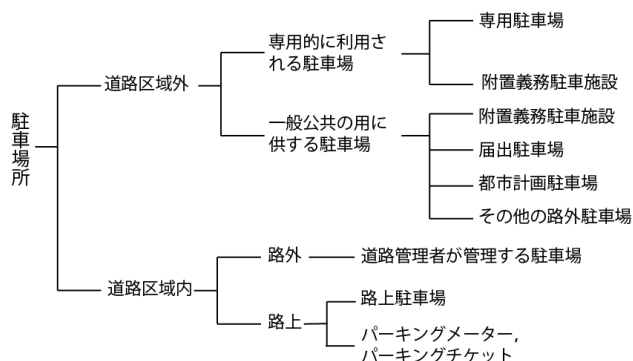 駐車場所
道路区域外
専用的に利用さ
れる駐車場
専用駐車場
附置義務駐車施設
一般公共の用に
供する駐車場
附置義務駐車施設
届出駐車場
都市計画駐車場
その他の路外駐車場
道路区域内
路外
道路管理者が管理する駐車場
路上
路上駐車場
パーキングメーター,
パーキングチケット